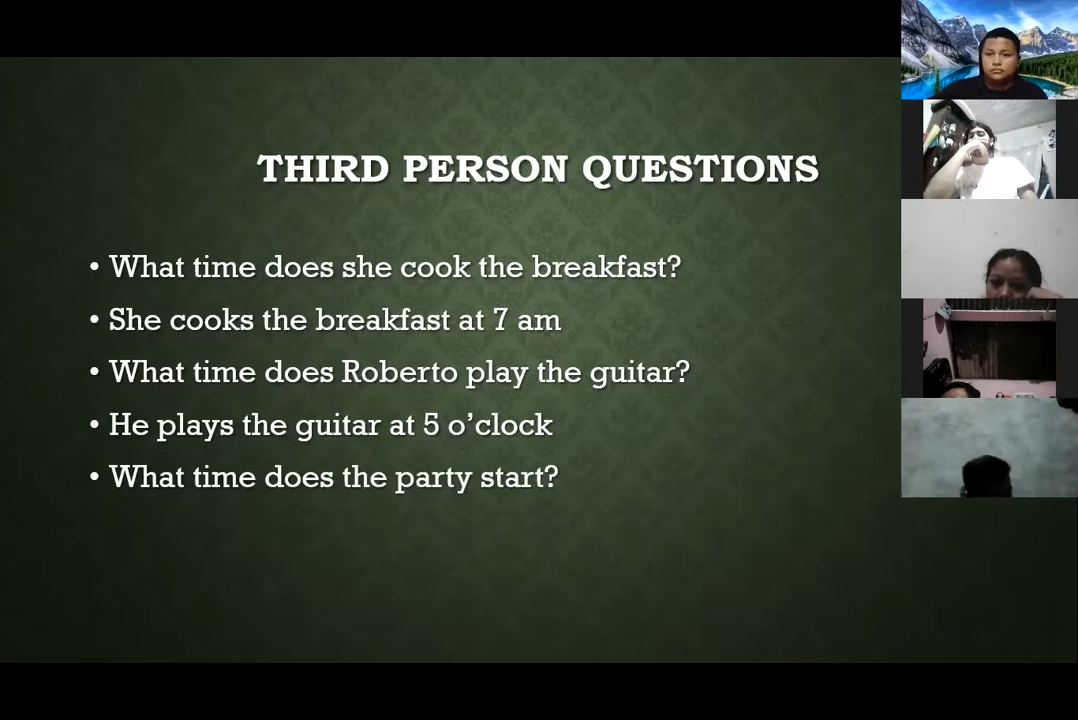 THIRD PERSON QUESTIONS
• What time does she cook the breakfast?
• She cooks the breakfast at 7 am
• What time does Roberto play the guitar?
• He plays the guitar at 5 o’clock
• What time does the party start?